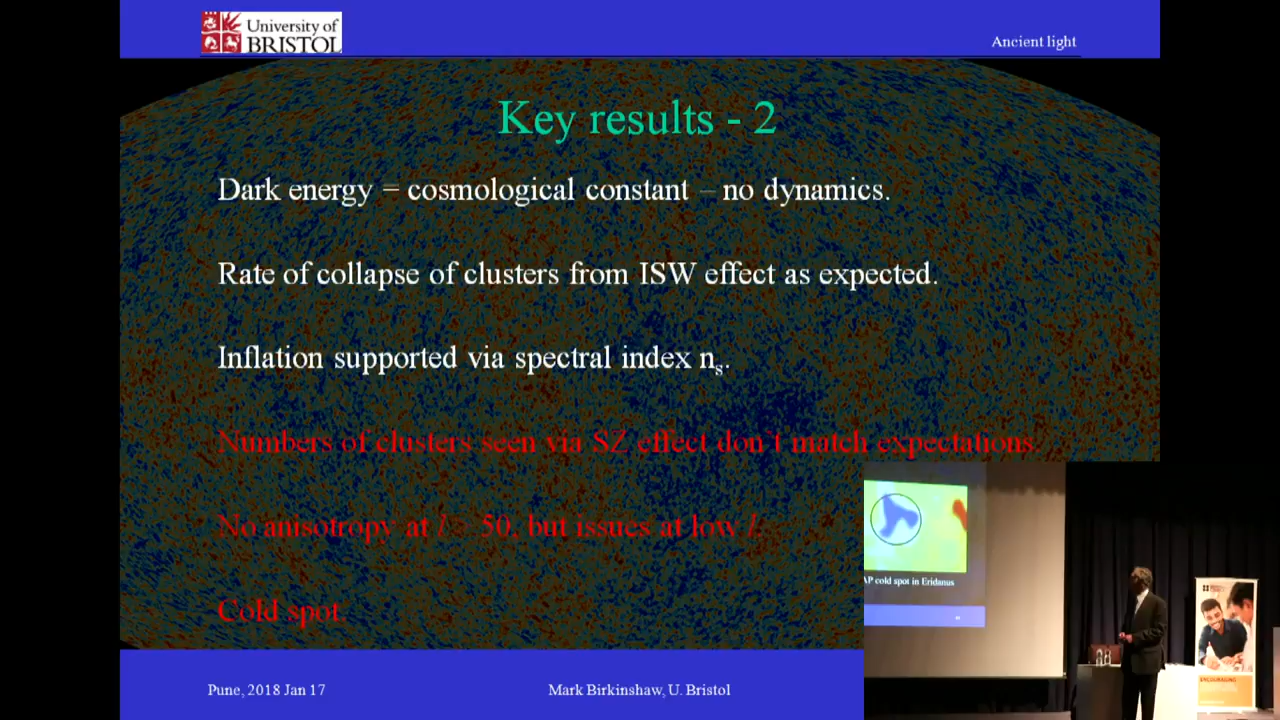 University of
BRISTOL
Ancient light
Key results - 2
Dark energy = cosmological constant – no dynamics.
Rate of collapse of clusters from ISW effect as expected.
Inflation supported via spectral index ns.
Numbers of clusters seen via SZ effect don't match expectations.
No anisotropy at l > 50, but issues at low l.
Cold spot.
AP cold spot in Eridanus
ENCOURAGING
Pune, 2018 Jan 17
Mark Birkinshaw, U. Bristol